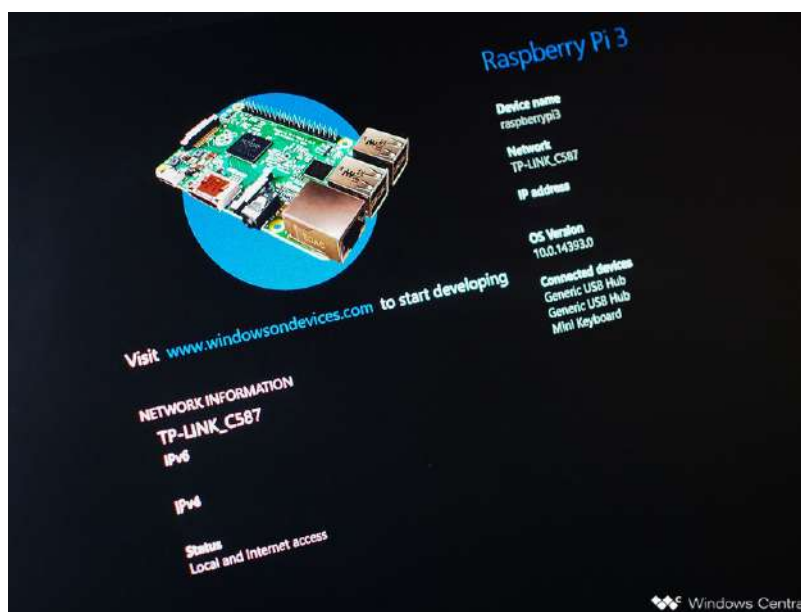 Raspberry Pi 3
Device name
raspberrypi3
Network
TP-LINK_C587
IP address
OS Version
10.0.14393.0
Connected devices
Generic USB Hub
Generic USB Hub
Mini Keyboard
Visit www.windowsondevices.com to start developing
NETWORK INFORMATION
TP-LINK_C587
IPv6
IPv4
Status
Local and Internet access
Windows Centra